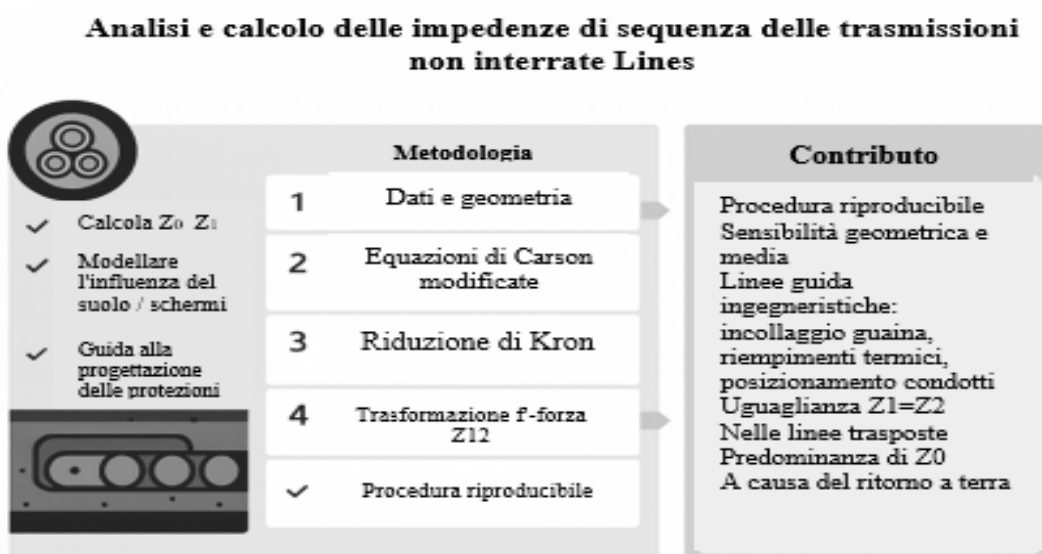 Analisi e calcolo delle impedenze di sequenza delle trasmissioni
non interrate Lines
Calcola Z0 Z1
Modellare
l'influenza del
suolo / schermi
Guida alla
progettazione
delle protezioni
Metodologia
1 Dati e geometria
2 Equazioni di Carson
modificate
3 Riduzione di Kron
4 Trasformazione f'-forza
Z12
Procedura riproducibile
Contributo
Procedura riproducibile
Sensibilità geometrica e
media
Linee guida
ingegneristiche:
incollaggio guaina,
riempimenti termici,
posizionamento condotti
Uguaglianza Z1=Z2
Nelle linee trasposte
Predominanza di Z0
A causa del ritorno a terra